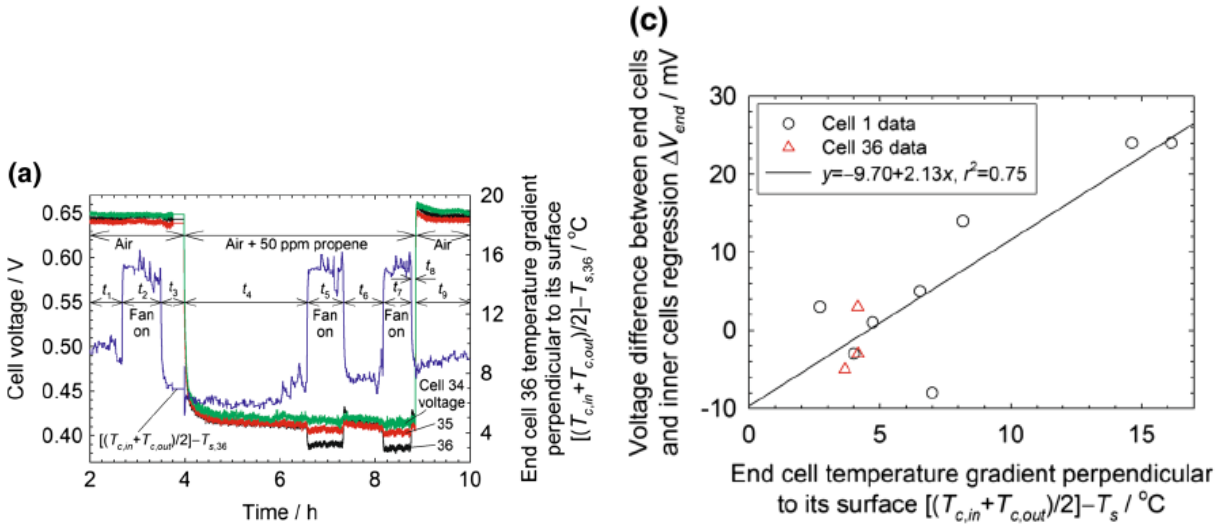 (a)
Cell voltage / V
0.65
0.60
0.55
0.50
0.45
0.40
20
18
16
14
12
10
8
6
4
2
End cell 36 temperature gradient
perpendicular to its surface
[(Tc,in+Tc,out)/2]−Ts,36 / °C
Air
Air + 50 ppm propene
Air
t1
t2
t3
t4
t5
t6
t7
t8
t9
Fan
on
Fan
on
Fan
on
Cell 34
voltage
35
36
[(Tc,in+Tc,out)/2]−Ts,36
2
4
6
8
10
Time / h
(c)
Voltage difference between end cells
and inner cells regression ΔVend / mV
30
20
10
0
-10
Cell 1 data
Cell 36 data
y=−9.70+2.13x, r²=0.75
0
5
10
15
End cell temperature gradient perpendicular
to its surface [(Tc,in+Tc,out)/2]−Ts / °C